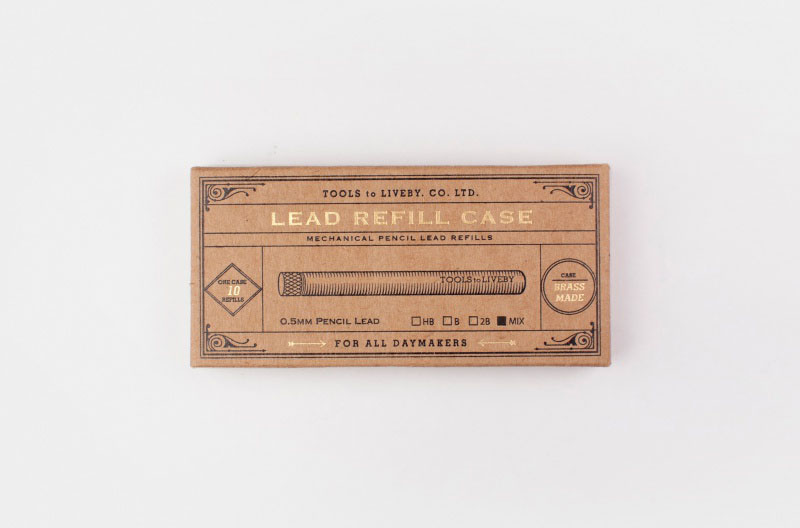 TOOLS to LIVEBY. CO. LTD.
LEAD REFILL CASE
MECHANICAL PENCIL LEAD REFILLS
ONE CASE
10
REFILLS
TOOLS to LIVEBY
CASE
BRASS
MADE
0.5MM PENCIL LEAD
HB B 2B MIX
FOR ALL DAYMAKERS